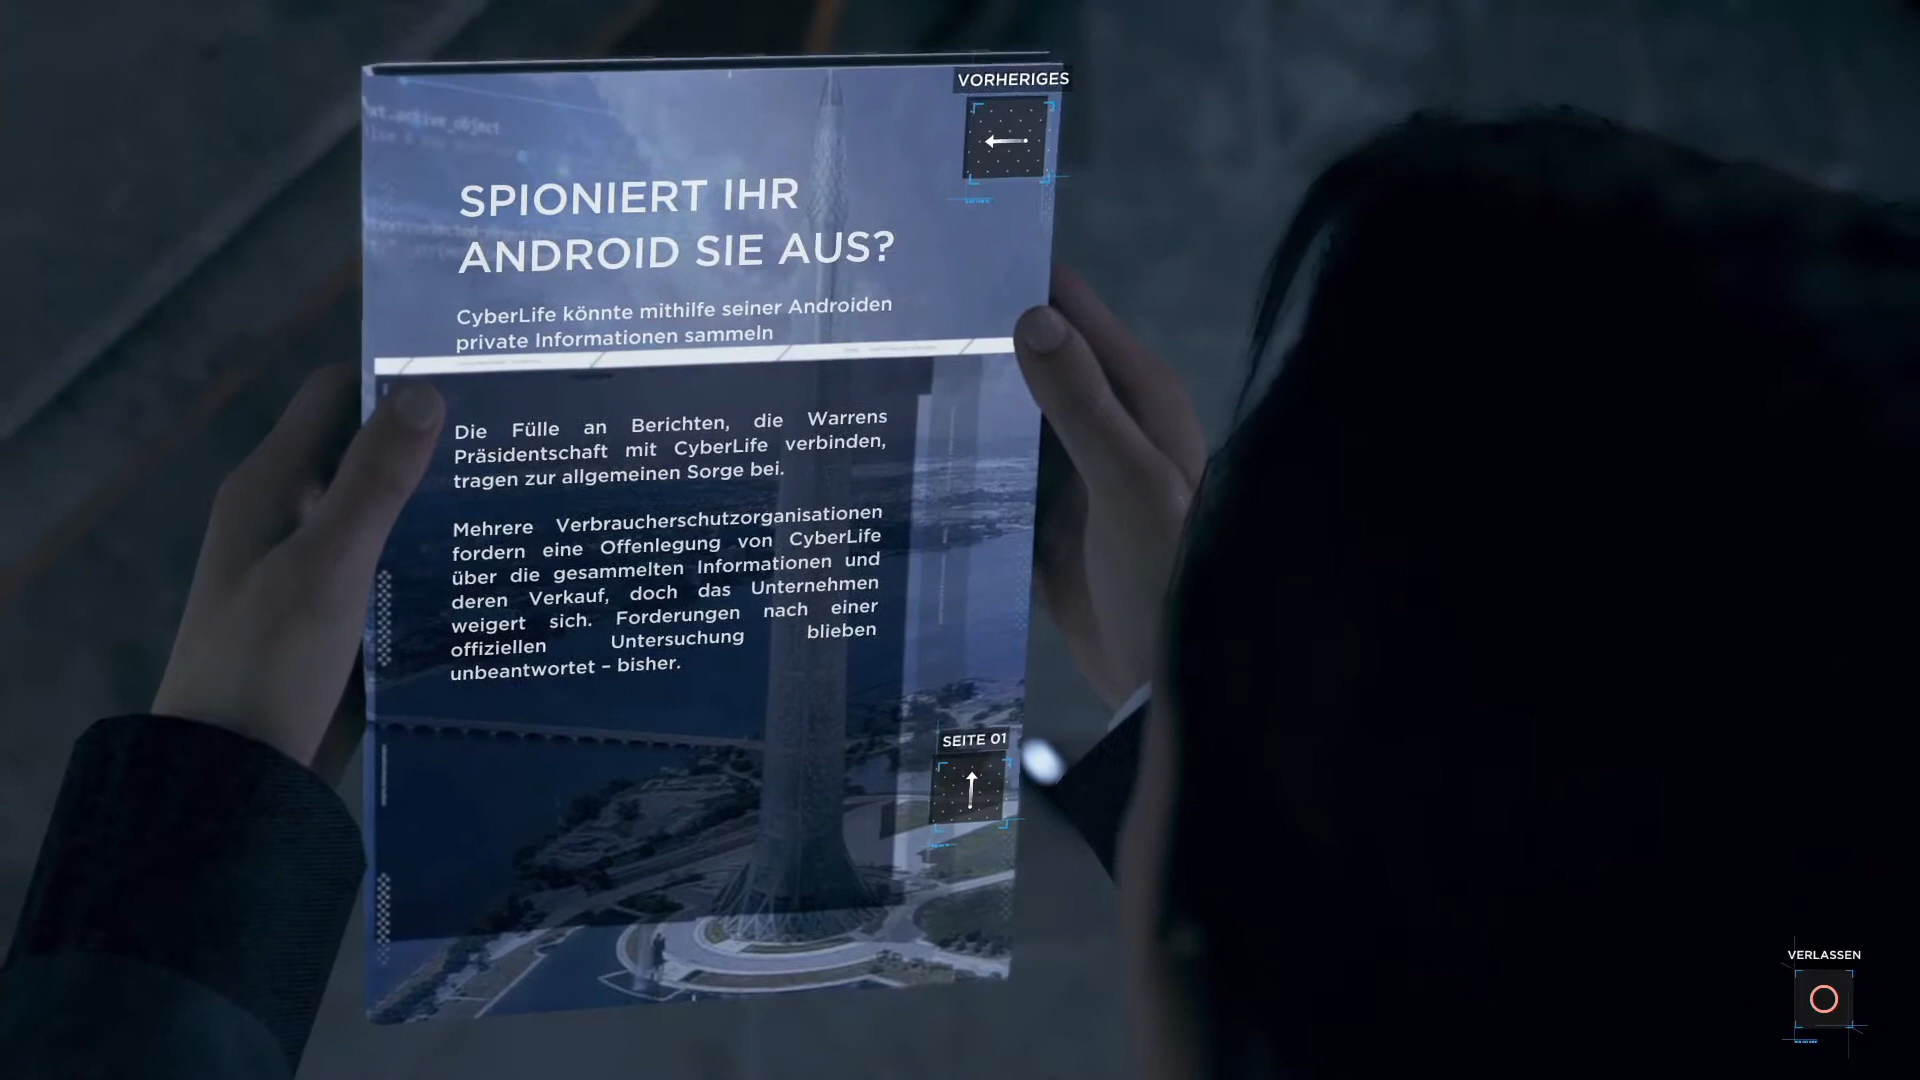 VORHERIGES
SPIONIERT IHR
ANDROID SIE AUS?
CyberLife könnte mithilfe seiner Androiden
private Informationen sammeln
Die Fülle an Berichten, die Warrens
Präsidentschaft mit CyberLife verbinden,
tragen zur allgemeinen Sorge bei.
Mehrere Verbraucherschutzorganisationen
fordern eine Offenlegung von CyberLife
über die gesammelten Informationen und
deren Verkauf, doch das Unternehmen
weigert sich. Forderungen nach einer
offiziellen Untersuchung blieben
unbeantwortet – bisher.
SEITE 01
VERLASSEN